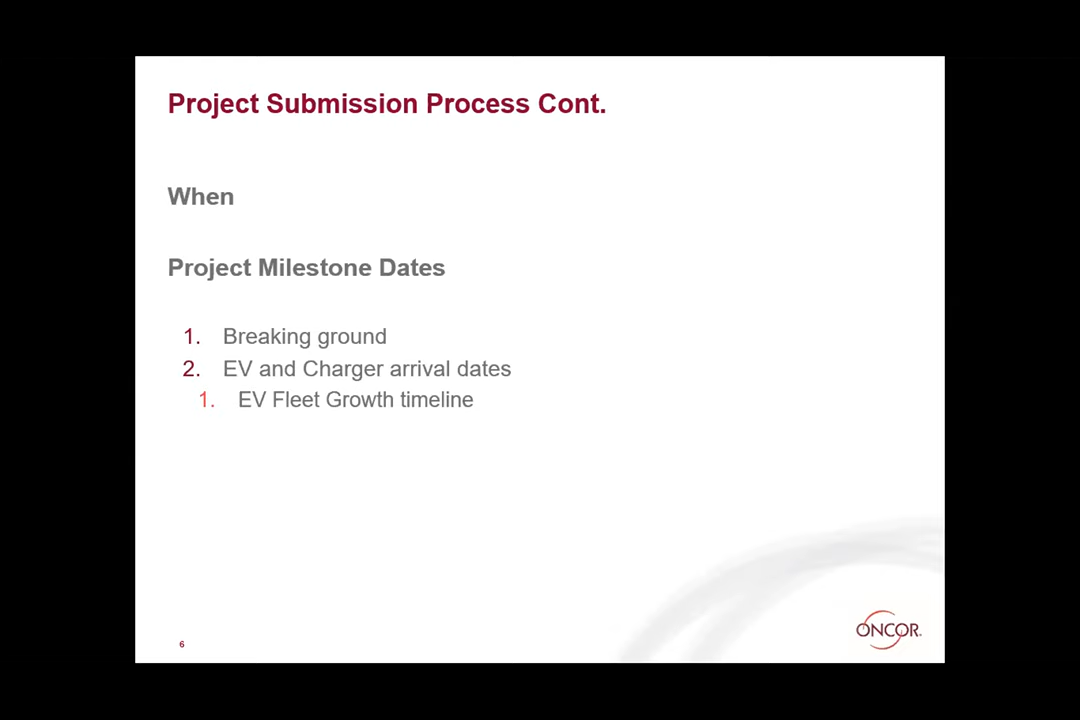 Project Submission Process Cont.
When
Project Milestone Dates
1. Breaking ground
2. EV and Charger arrival dates
1. EV Fleet Growth timeline
6
ONCOR.